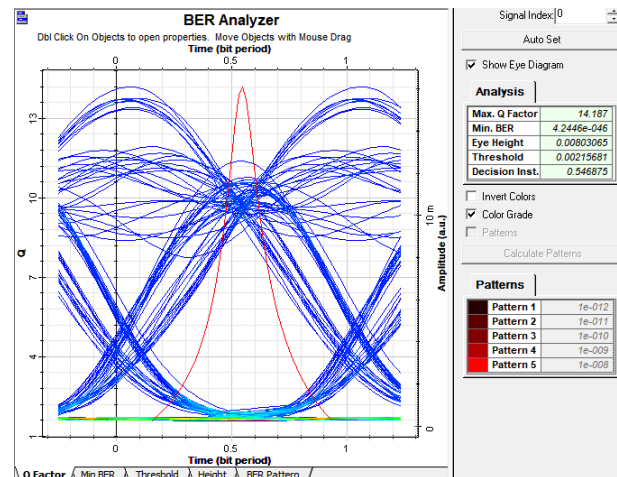 BER Analyzer
Dbl Click On Objects to open properties. Move Objects with Mouse Drag
Time (bit period)
0 0.5 1
13
10
7
4
1
Q
10 m
0
Amplitude (a.u.)
0 0.5 1
Time (bit period)
Q Factor Min BER Threshold Height BER Pattern
Signal Index: 0
Auto Set
Show Eye Diagram
Analysis
Max. Q Factor 14.187
Min. BER 4.2446e-046
Eye Height 0.00803065
Threshold 0.00215681
Decision Inst. 0.546875
Invert Colors
Color Grade
Patterns
Calculate Patterns
Patterns
Pattern 1 1e-012
Pattern 2 1e-011
Pattern 3 1e-010
Pattern 4 1e-009
Pattern 5 1e-008